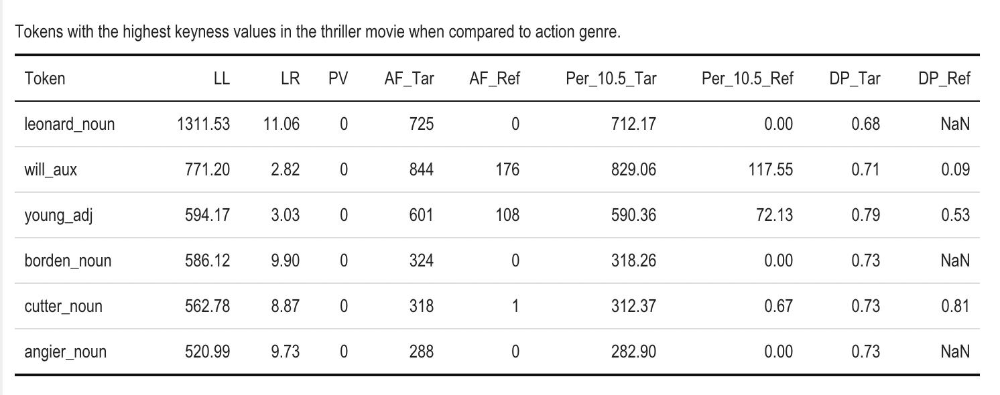 Tokens with the highest keyness values in the thriller movie when compared to action genre.
Token LL LR PV AF_Tar AF_Ref Per_10.5_Tar Per_10.5_Ref DP_Tar DP_Ref
leonard_noun 1311.53 11.06 0 725 0 712.17 0.00 0.68 NaN
will_aux 771.20 2.82 0 844 176 829.06 117.55 0.71 0.09
young_adj 594.17 3.03 0 601 108 590.36 72.13 0.79 0.53
borden_noun 586.12 9.90 0 324 0 318.26 0.00 0.73 NaN
cutter_noun 562.78 8.87 0 318 1 312.37 0.67 0.73 0.81
angier_noun 520.99 9.73 0 288 0 282.90 0.00 0.73 NaN